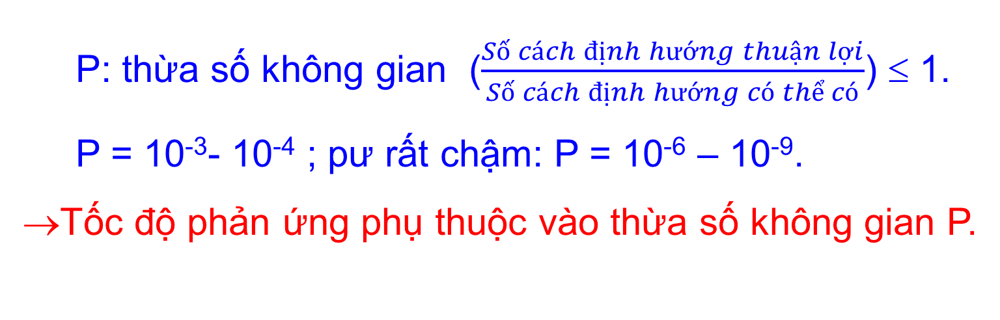 P: thừa số không gian (Số cách định hướng thuận lợi / Số cách định hướng có thể có) ≤ 1.
P = 10⁻³- 10⁻⁴ ; pư rất chậm: P = 10⁻⁶ – 10⁻⁹.
→Tốc độ phản ứng phụ thuộc vào thừa số không gian P.